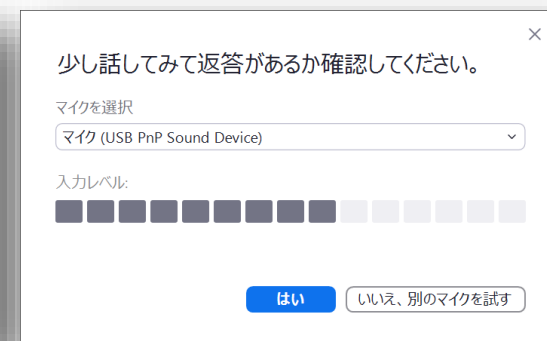 少し話してみて返答があるか確認してください。
マイクを選択
マイク (USB PnP Sound Device)
入力レベル:
はい
いいえ、別のマイクを試す